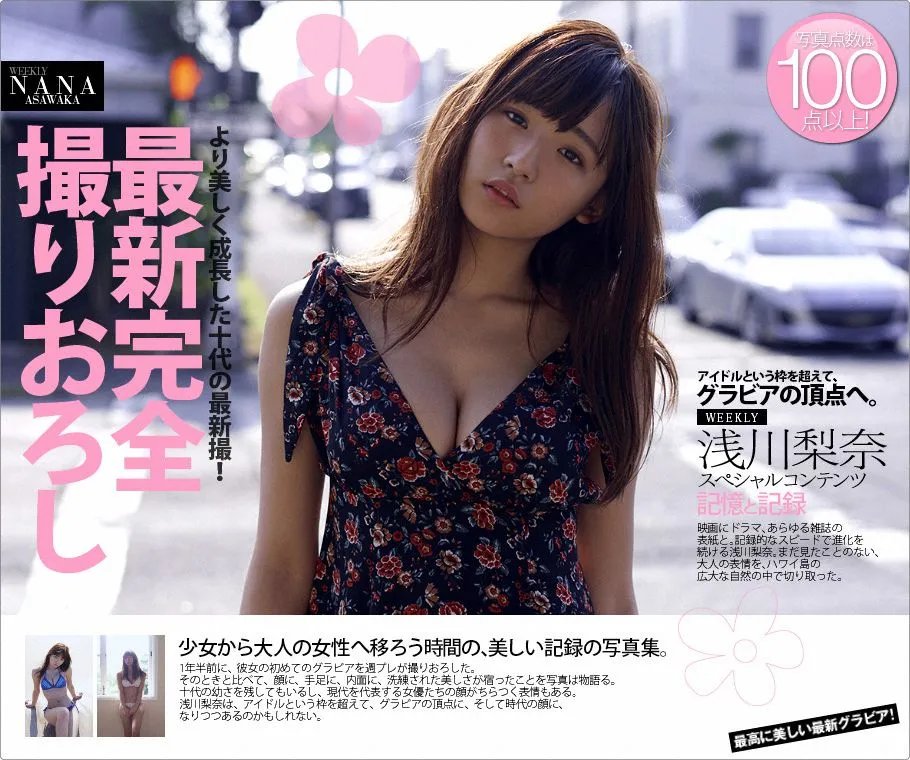 WEEKLY
NANA
ASAWAKA
最新完全
撮りおろし
より美しく成長した十代の最新撮！
写真点数は
100
点以上！
アイドルという枠を超えて、
グラビアの頂点へ。
WEEKLY
浅川梨奈
スペシャルコンテンツ
記憶と記録
映画にドラマ、あらゆる雑誌の
表紙と。記録的なスピードで進化を
続ける浅川梨奈。まだ見たことのない、
大人の表情を、ハワイ島の
広大な自然の中で切り取った。
少女から大人の女性へ移ろう時間の、美しい記録の写真集。
1年半前に、彼女の初めてのグラビアを週プレが撮りおろした。
そのときと比べて、顔に、手足に、内面に、洗練された美しさが宿ったことを写真は物語る。
十代の幼さを残してもいるし、現代を代表する女優たちの顔がちらつく表情もある。
浅川梨奈は、アイドルという枠を超えて、グラビアの頂点に、そして時代の顔に、
なりつつあるのかもしれない。
最高に美しい最新グラビア！